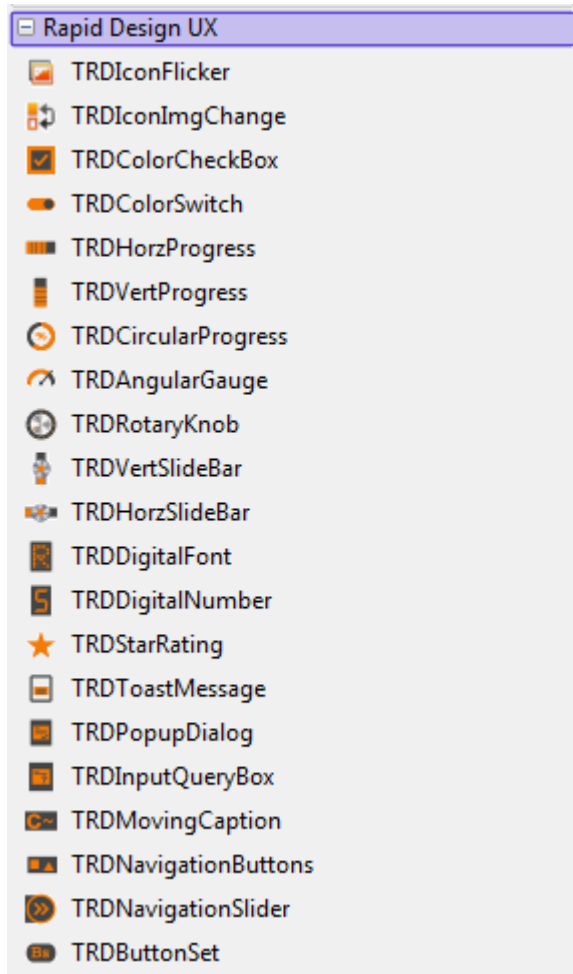 Rapid Design UX
TRDIconFlicker
TRDIconImgChange
TRDColorCheckBox
TRDColorSwitch
TRDHorzProgress
TRDVertProgress
TRDCircularProgress
TRDAngularGauge
TRDRotaryKnob
TRDVertSlideBar
TRDHorzSlideBar
TRDDigitalFont
TRDDigitalNumber
TRDStarRating
TRDToastMessage
TRDPopupDialog
TRDInputQueryBox
C~ TRDMovingCaption
TRDNavigationButtons
TRDNavigationSlider
Bs TRDButtonSet